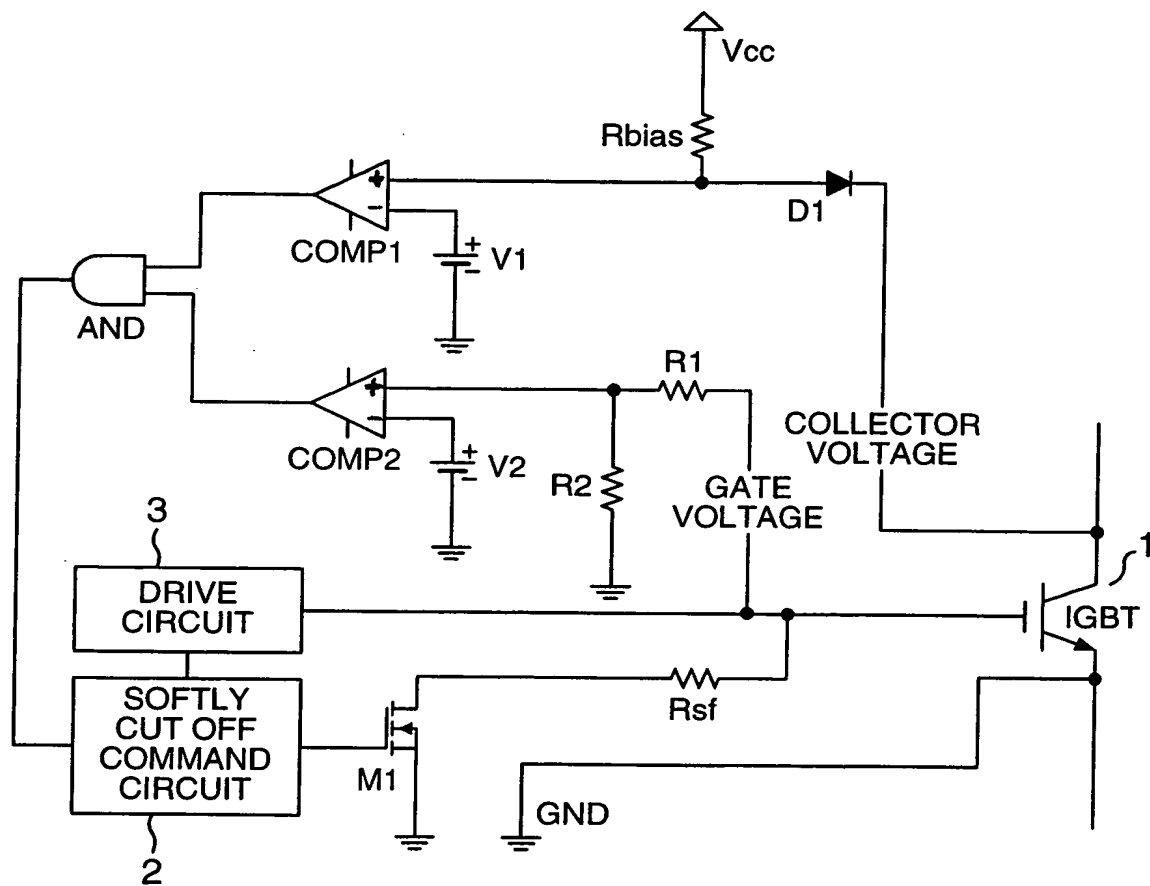 Vcc
Rbias
D1
+
-
COMP1
+
V1
-
AND
R1
+
-
COMP2
+
V2
-
R2
COLLECTOR
VOLTAGE
GATE
VOLTAGE
3
DRIVE
CIRCUIT
1
IGBT
SOFTLY
CUT OFF
COMMAND
CIRCUIT
Rsf
M1
GND
2